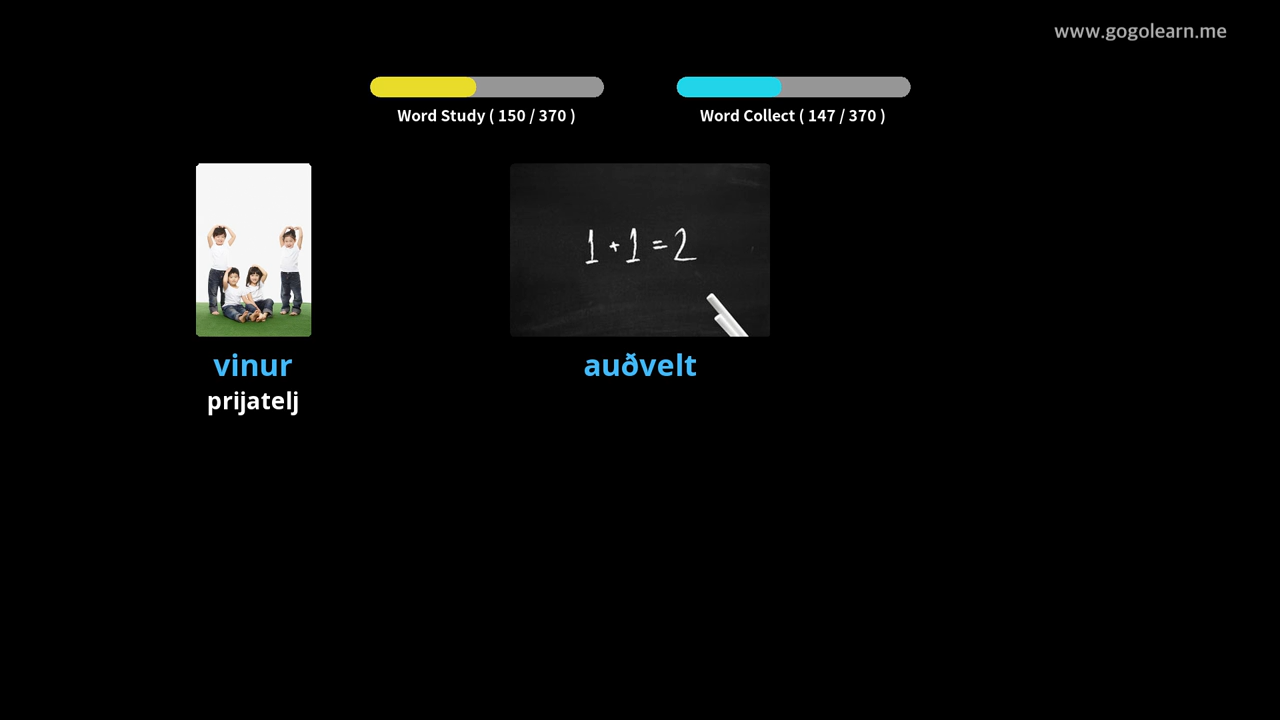 www.gogolearn.me
Word Study ( 150 / 370 )
Word Collect ( 147 / 370 )
1 + 1 = 2
vinur
auðvelt
prijatelj